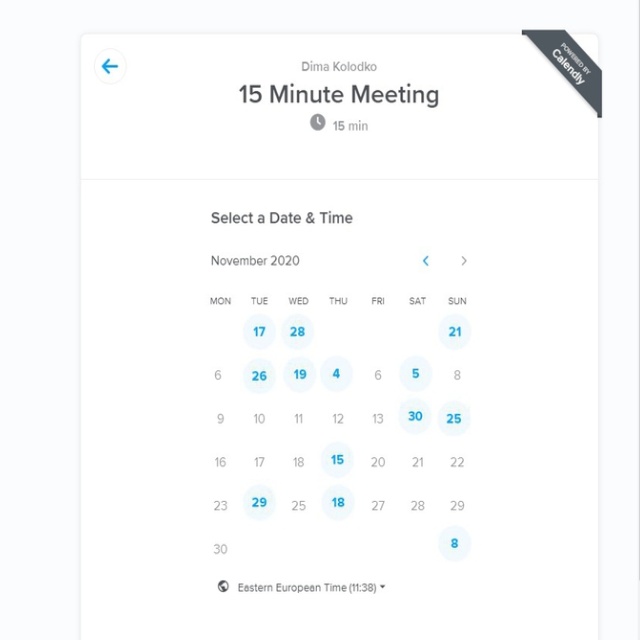 POWERED BY
Calendly
Dima Kolodko
15 Minute Meeting
15 min
Select a Date & Time
November 2020
MON TUE WED THU FRI SAT SUN
17 28 21
6 26 19 4 6 5 8
9 10 11 12 13 30 25
16 17 18 15 20 21 22
23 29 25 18 27 28 29
30 8
Eastern European Time (11:38)